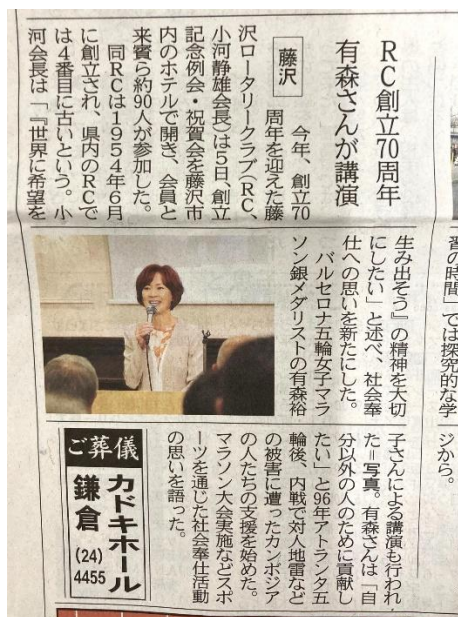 RC創立70周年
有森さんが講演
藤沢
今年、創立70
周年を迎えた藤
沢ロータリークラブ(RC、
小河静雄会長)は5日、創立
記念例会・祝賀会を藤沢市
内のホテルで開き、会員と
来賓ら約90人が参加した。
同RCは1954年6月
に創立され、県内のRCで
は4番目に古いという。小
河会長は「『世界に希望を
生み出そう』の精神を大切
にしたい」と述べ、社会奉
仕への思いを新たにした。
バルセロナ五輪女子マラ
ソン銀メダリストの有森裕
子さんによる講演も行われ
た=写真。有森さんは「自
分以外の人のために貢献し
たい」と96年アトランタ五
輪後、内戦で対人地雷など
の被害に遭ったカンボジア
の人たちの支援を始めた。
マラソン大会実施などスポ
ーツを通じた社会奉仕活動
の思いを語った。
習の時間」では探究的な学
ジから。
ご葬儀
カドキホール
鎌倉
(24)
4455